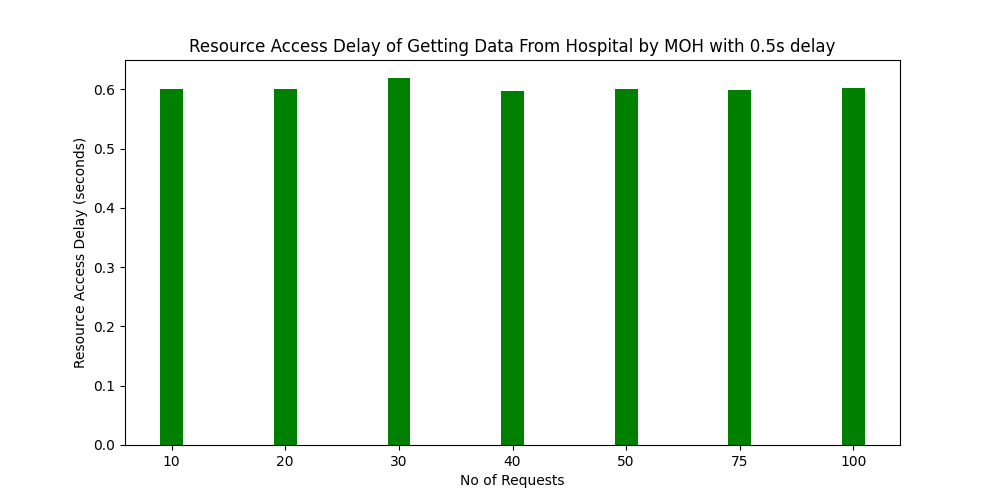 Resource Access Delay of Getting Data From Hospital by MOH with 0.5s delay
Resource Access Delay (seconds)
0.6
0.5
0.4
0.3
0.2
0.1
0.0
10 20 30 40 50 75 100
No of Requests